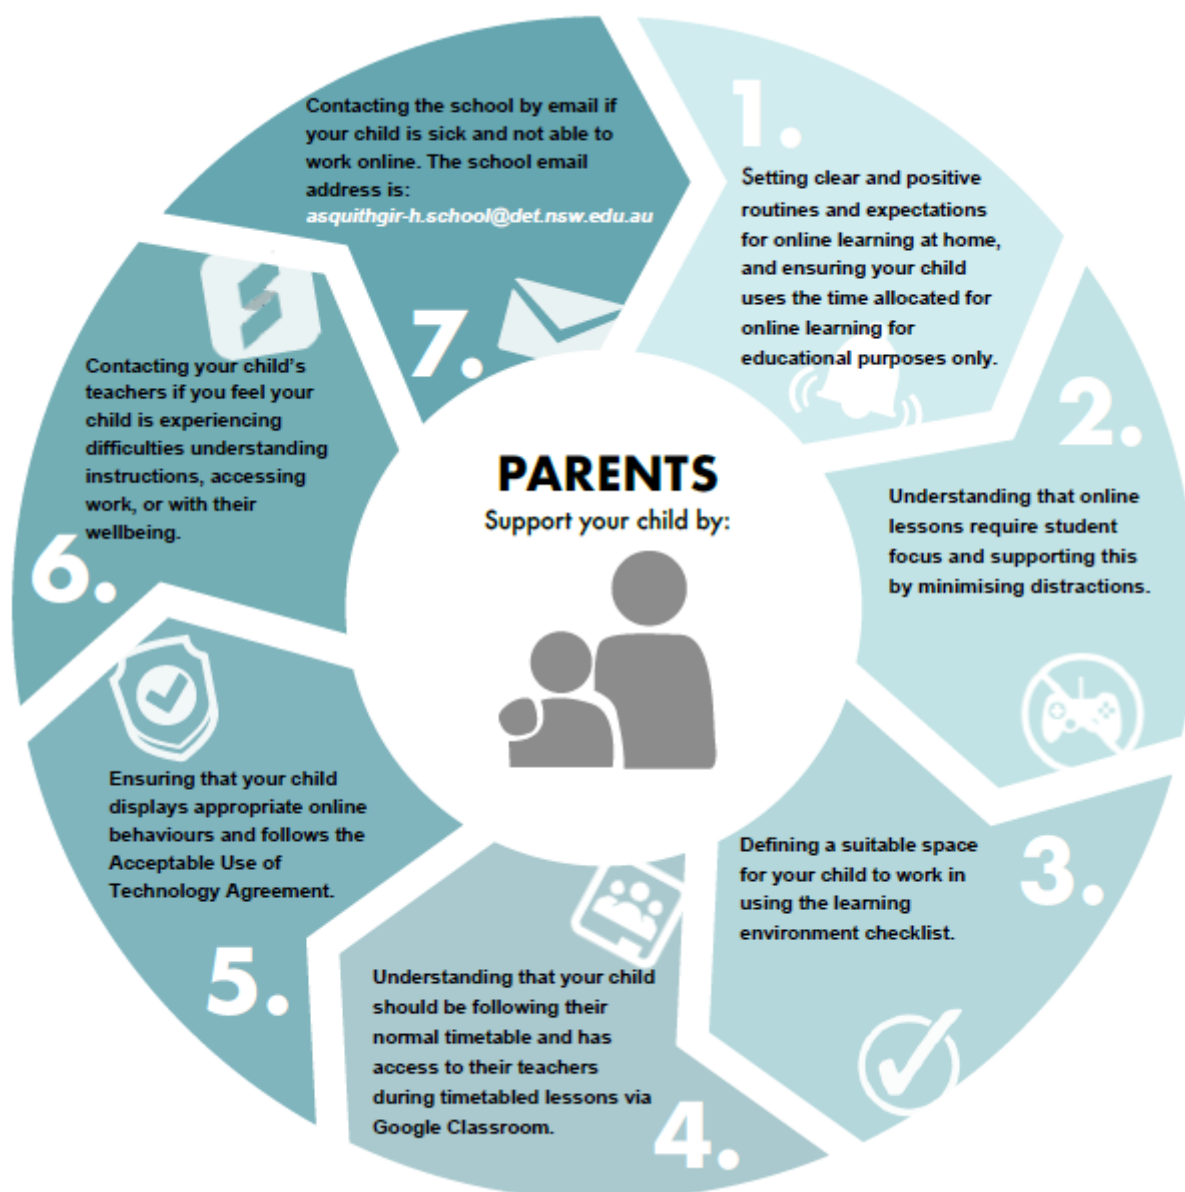 PARENTS
Support your child by:
1.
Setting clear and positive
routines and expectations
for online learning at home,
and ensuring your child
uses the time allocated for
online learning for
educational purposes only.
2.
Understanding that online
lessons require student
focus and supporting this
by minimising distractions.
3.
Defining a suitable space
for your child to work in
using the learning
environment checklist.
4.
Understanding that your child
should be following their
normal timetable and has
access to their teachers
during timetabled lessons via
Google Classroom.
5.
Ensuring that your child
displays appropriate online
behaviours and follows the
Acceptable Use of
Technology Agreement.
6.
Contacting your child's
teachers if you feel your
child is experiencing
difficulties understanding
instructions, accessing
work, or with their
wellbeing.
7.
Contacting the school by email if
your child is sick and not able to
work online. The school email
address is:
asquithgir-h.school@det.nsw.edu.au